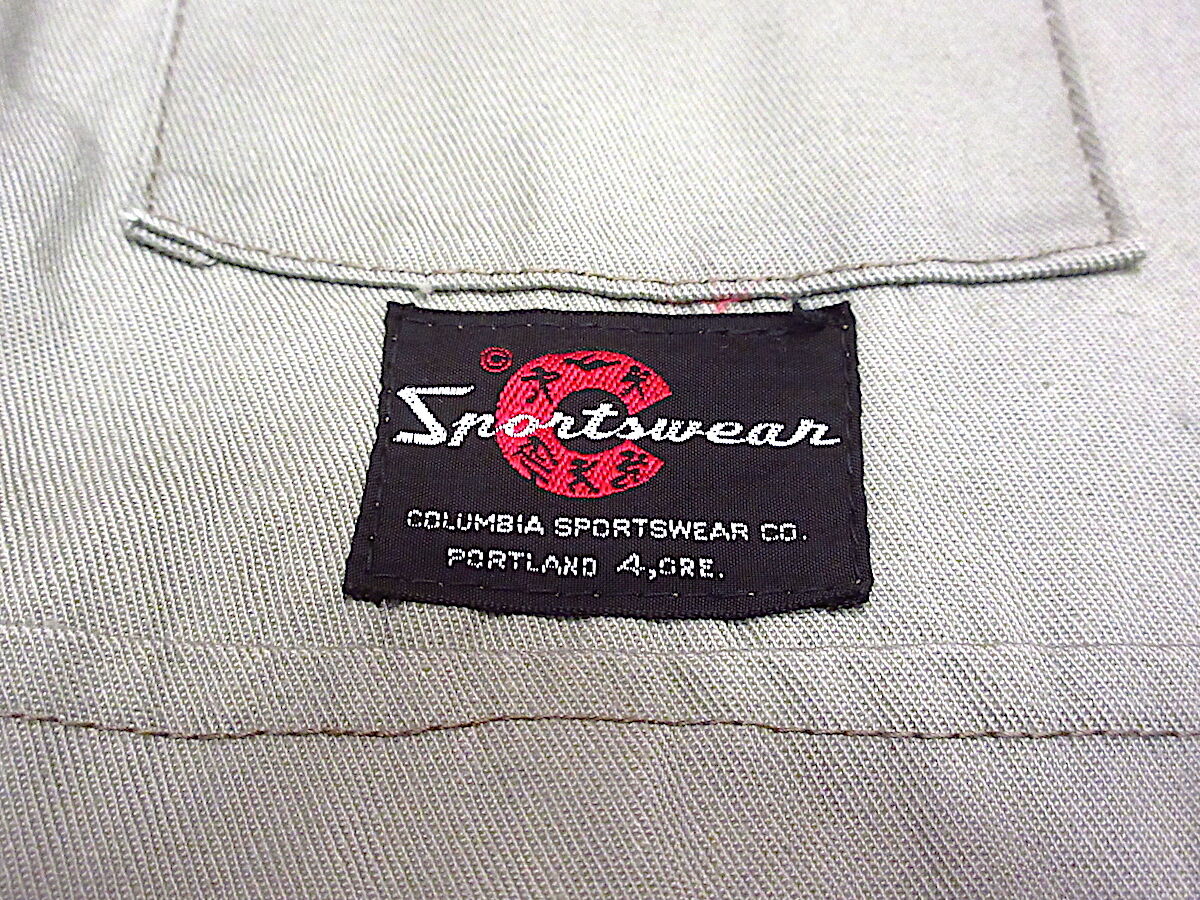 ©
C
Sportswear
COLUMBIA SPORTSWEAR CO.
PORTLAND 4, ORE.